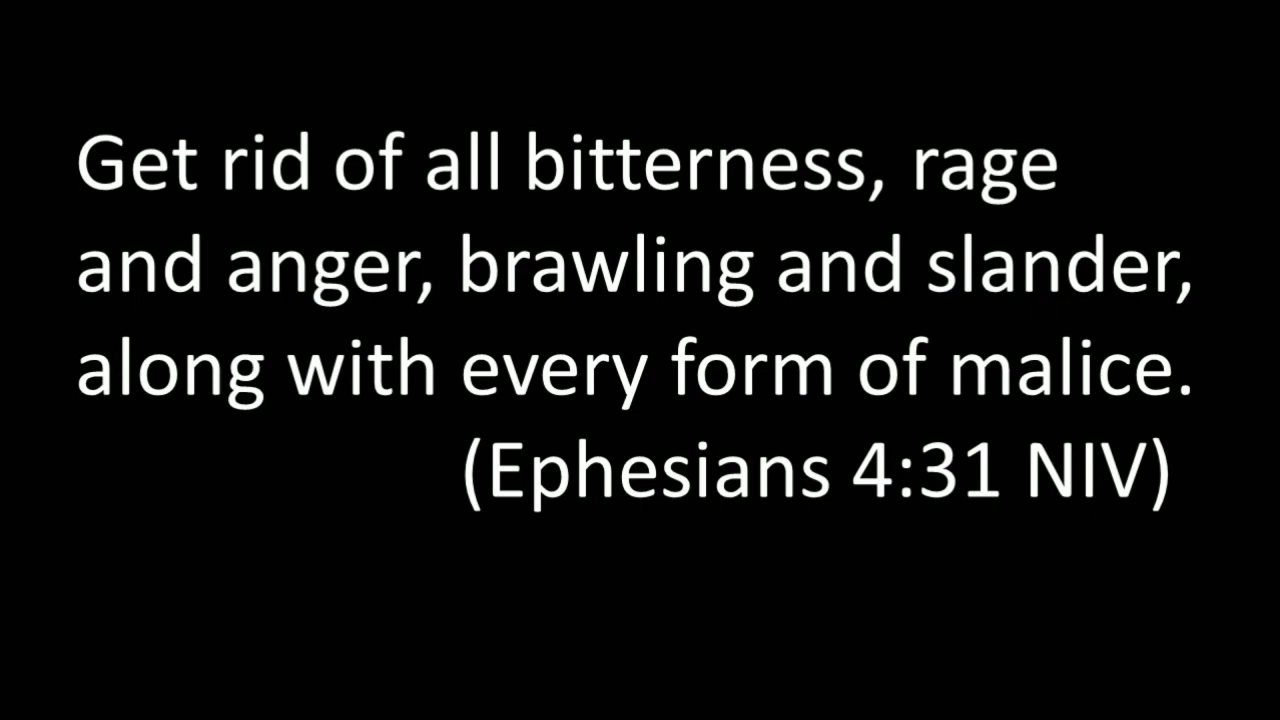 Get rid of all bitterness, rage
and anger, brawling and slander,
along with every form of malice.
(Ephesians 4:31 NIV)